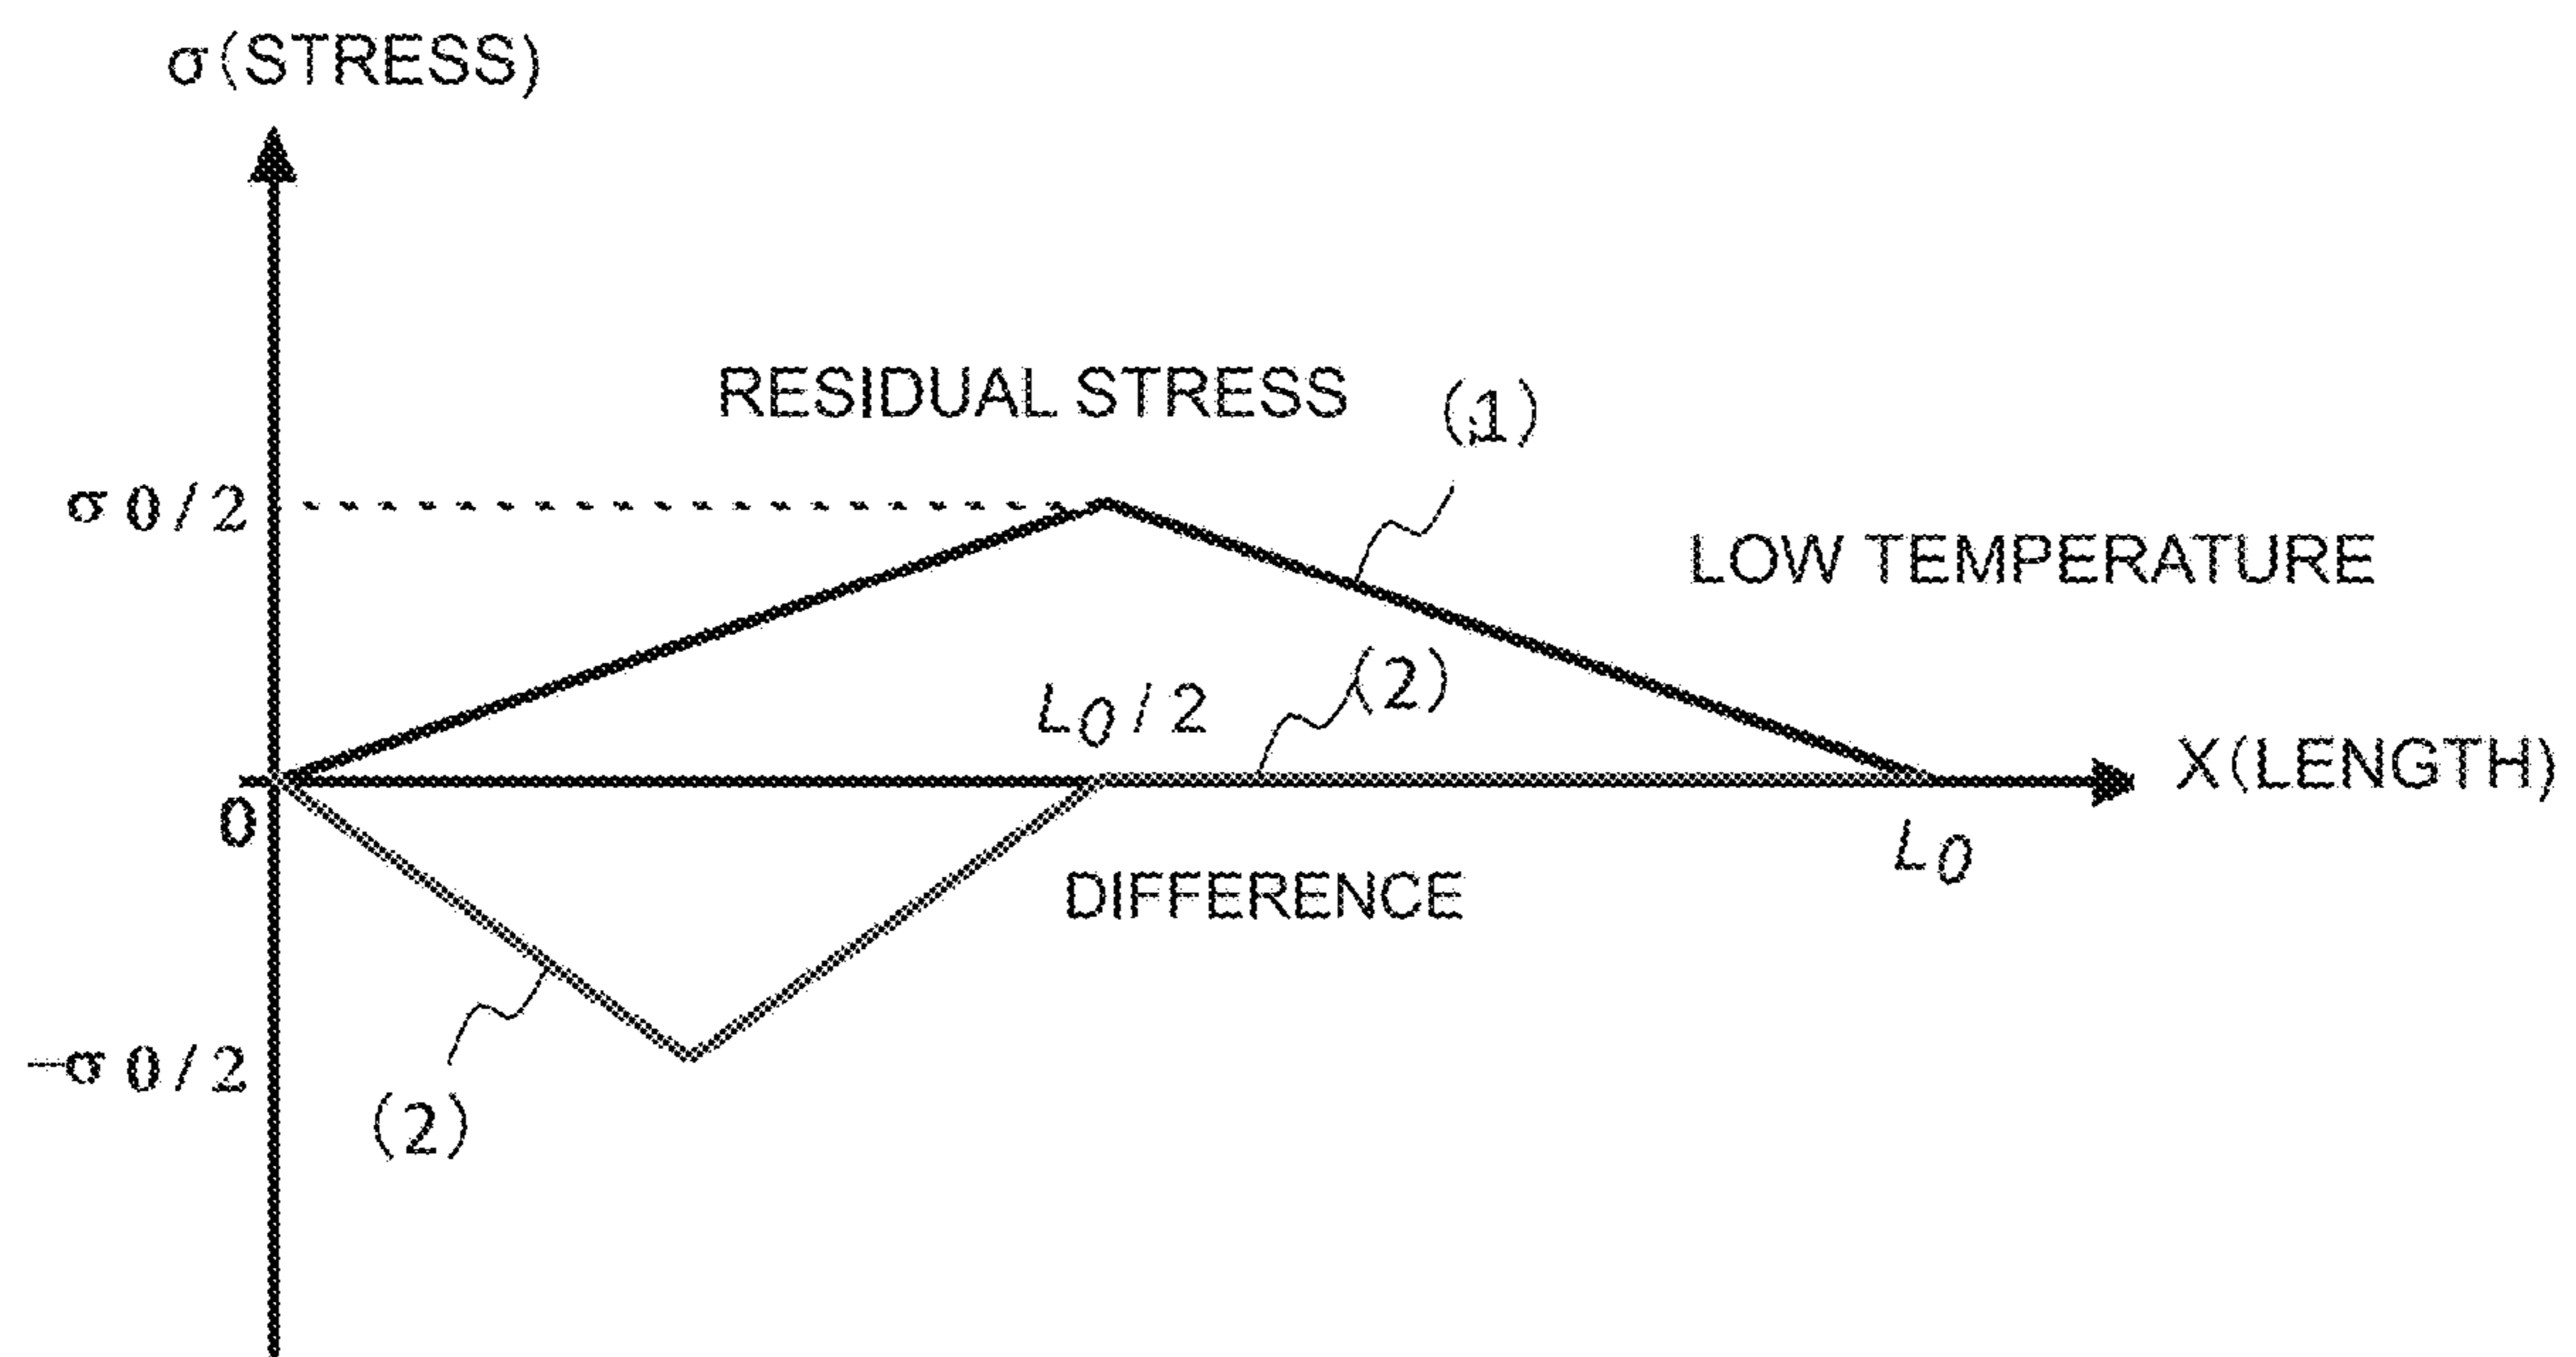 σ(STRESS)
RESIDUAL STRESS
(1)
σ0/2
LOW TEMPERATURE
(2)
L0/2
X(LENGTH)
0
L0
DIFFERENCE
-σ0/2
(2)